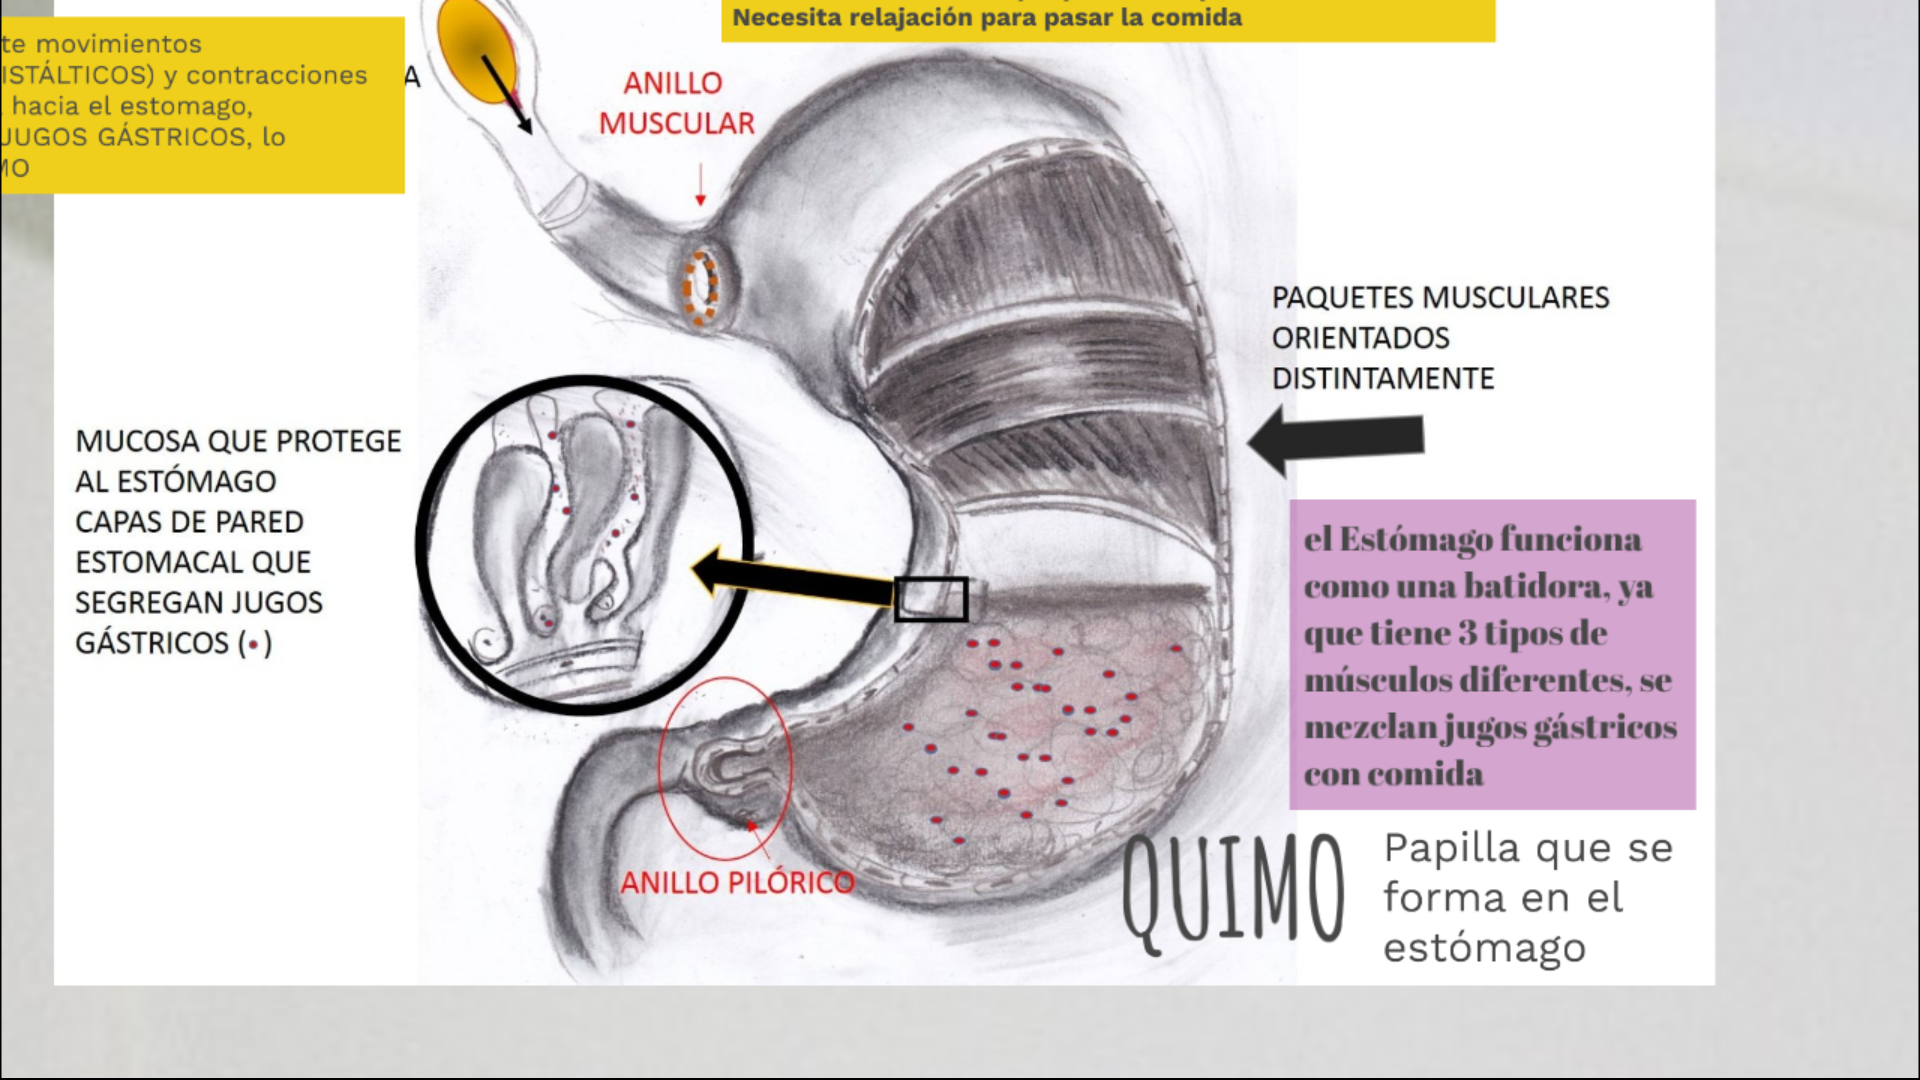 Necesita relajación para pasar la comida
te movimientos
ISTÁLTICOS) y contracciones
hacia el estomago,
JUGOS GÁSTRICOS, lo
MO
A
ANILLO
MUSCULAR
PAQUETES MUSCULARES
ORIENTADOS
DISTINTAMENTE
MUCOSA QUE PROTEGE
AL ESTÓMAGO
CAPAS DE PARED
ESTOMACAL QUE
SEGREGAN JUGOS
GÁSTRICOS (•)
el Estómago funciona
como una batidora, ya
que tiene 3 tipos de
músculos diferentes, se
mezclan jugos gástricos
con comida
ANILLO PILÓRICO
QUIMO
Papilla que se
forma en el
estómago